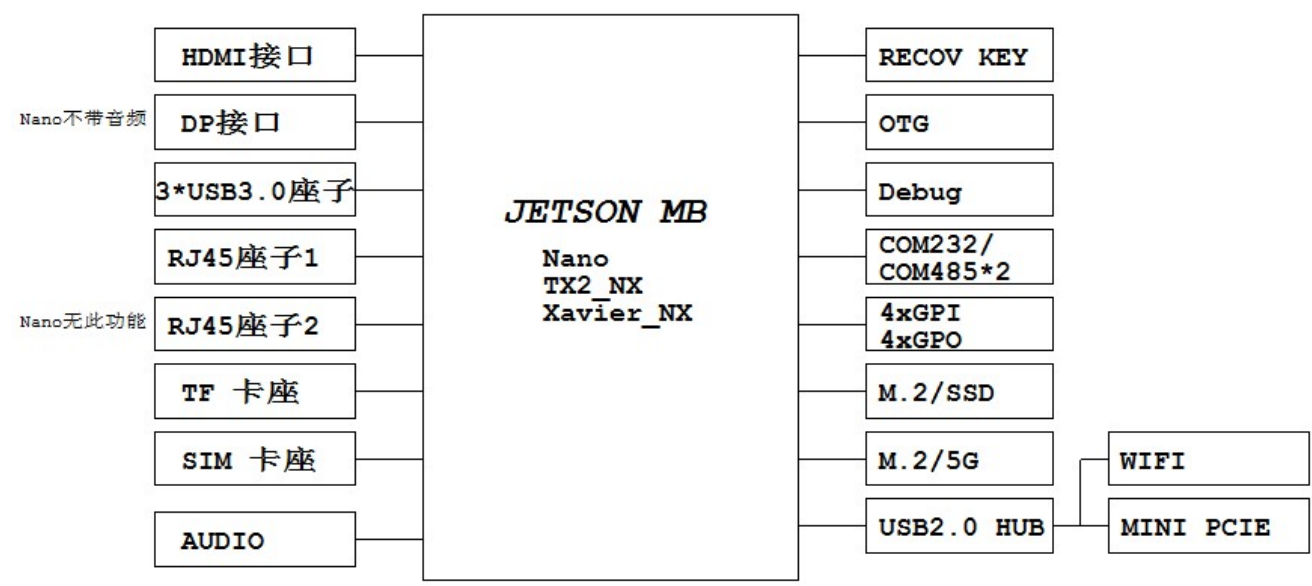 HDMI接口
Nano不带音频
DP接口
3*USB3.0座子
RJ45座子1
Nano无此功能
RJ45座子2
TF 卡座
SIM 卡座
AUDIO
JETSON MB
Nano
TX2_NX
Xavier_NX
RECOV KEY
OTG
Debug
COM232/
COM485*2
4xGPI
4xGPO
M.2/SSD
M.2/5G
USB2.0 HUB
WIFI
MINI PCIE